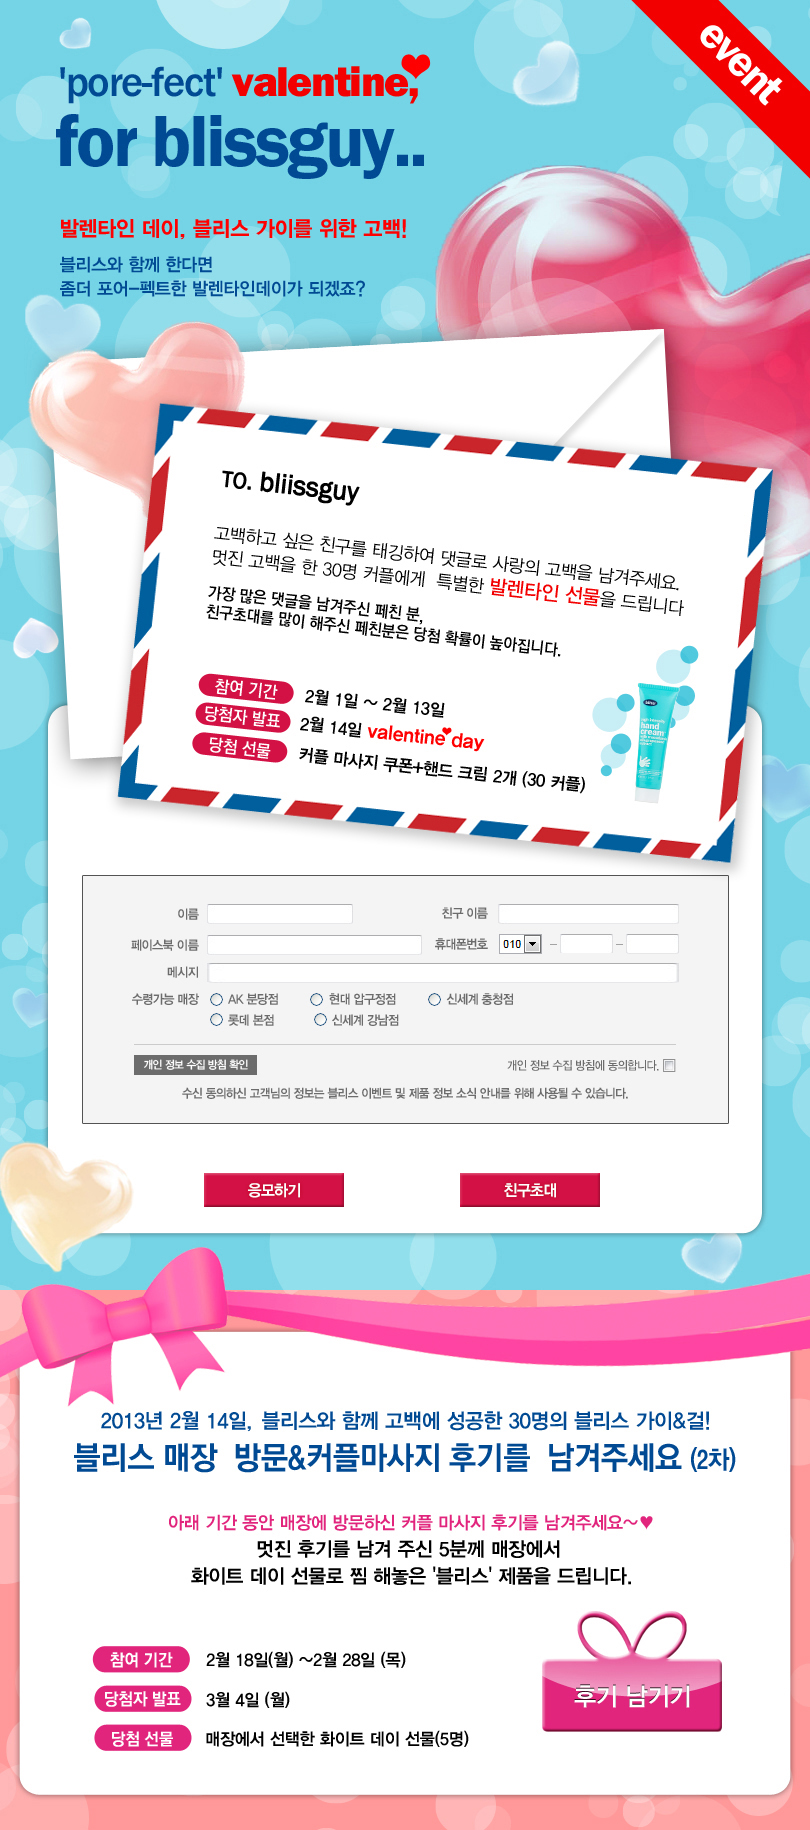 event
'pore-fect' valentine,
for blissguy..
발렌타인 데이, 블리스 가이를 위한 고백!
블리스와 함께 한다면
좀더 포어-펙트한 발렌타인데이가 되겠죠?
TO. bliissguy
고백하고 싶은 친구를 태깅하여 댓글로 사랑의 고백을 남겨주세요.
멋진 고백을 한 30명 커플에게 특별한 발렌타인 선물을 드립니다
가장 많은 댓글을 남겨주신 페친 분,
친구초대를 많이 해주신 페친분은 당첨 확률이 높아집니다.
참여 기간 2월 1일 ~ 2월 13일
당첨자 발표 2월 14일 valentine day
당첨 선물 커플 마사지 쿠폰+핸드 크림 2개 (30 커플)
bliss
hand
cream
이름 친구 이름
페이스북 이름 휴대폰번호 010 – –
메시지
수령가능 매장 AK 분당점 현대 압구정점 신세계 충청점
롯데 본점 신세계 강남점
개인 정보 수집 방침 확인 개인 정보 수집 방침에 동의합니다.
수신 동의하신 고객님의 정보는 블리스 이벤트 및 제품 정보 소식 안내를 위해 사용될 수 있습니다.
응모하기 친구초대
2013년 2월 14일, 블리스와 함께 고백에 성공한 30명의 블리스 가이&걸!
블리스 매장 방문&커플마사지 후기를 남겨주세요 (2차)
아래 기간 동안 매장에 방문하신 커플 마사지 후기를 남겨주세요~♥
멋진 후기를 남겨 주신 5분께 매장에서
화이트 데이 선물로 찜 해놓은 '블리스' 제품을 드립니다.
참여 기간 2월 18일(월) ~2월 28일 (목)
당첨자 발표 3월 4일 (월)
당첨 선물 매장에서 선택한 화이트 데이 선물(5명)
후기 남기기